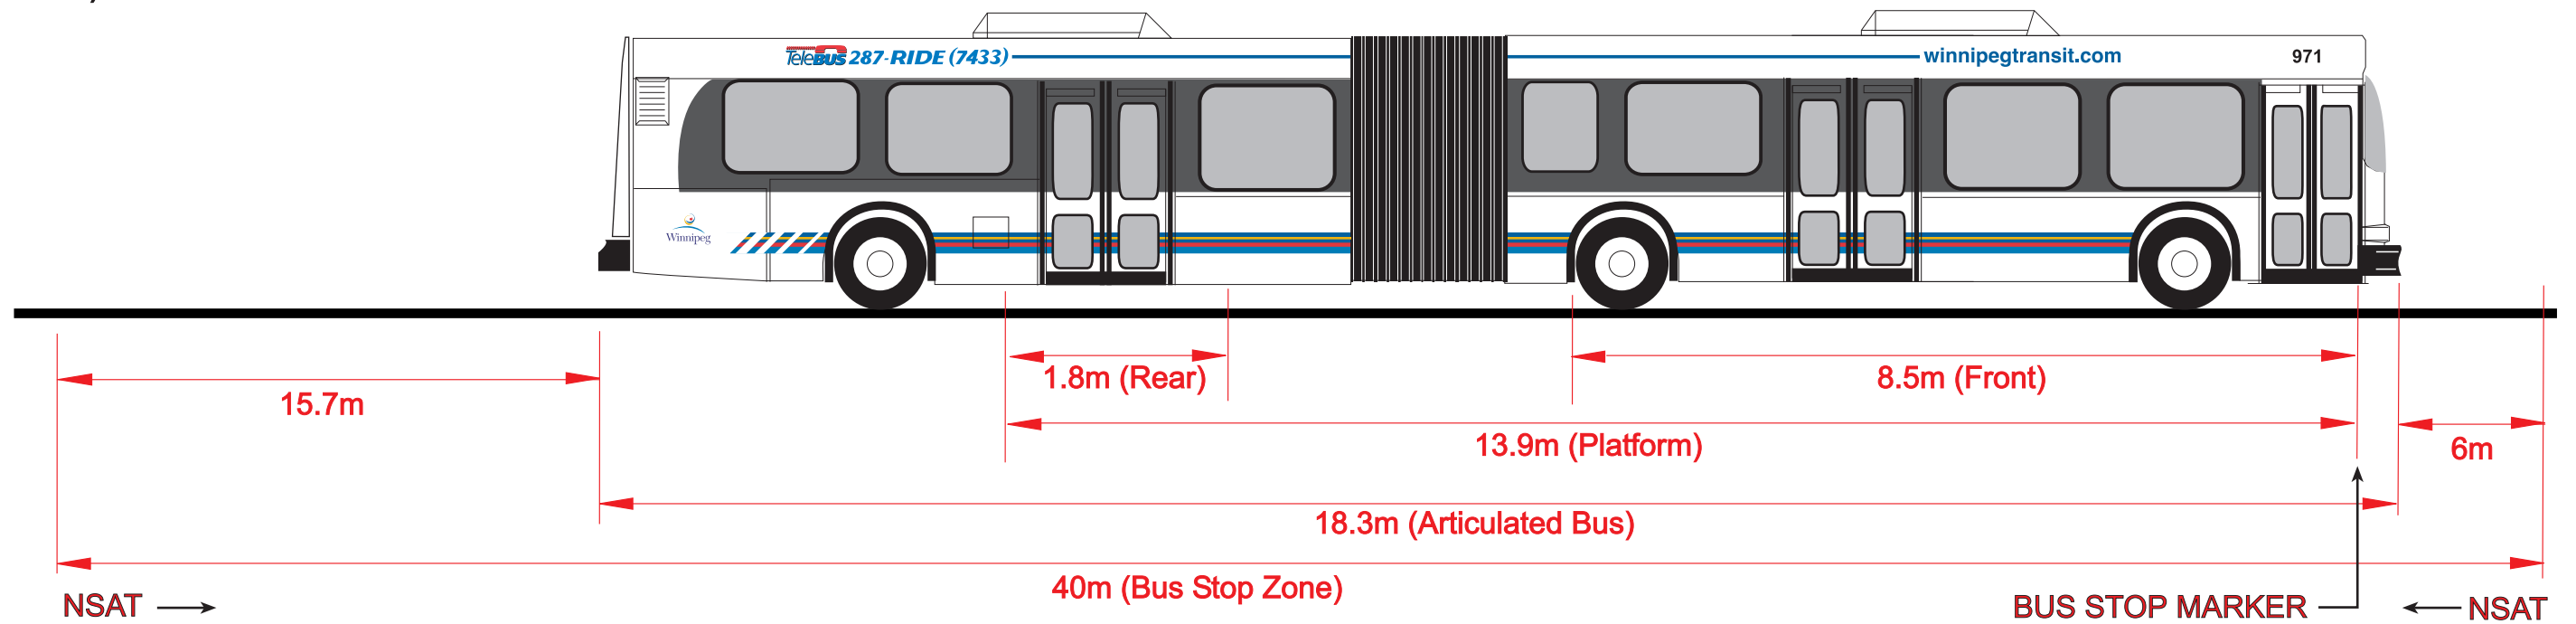 TeleBUS 287-RIDE (7433)
winnipegtransit.com
971
Winnipeg
1.8m (Rear)
8.5m (Front)
15.7m
13.9m (Platform)
6m
18.3m (Articulated Bus)
40m (Bus Stop Zone)
NSAT
BUS STOP MARKER
NSAT